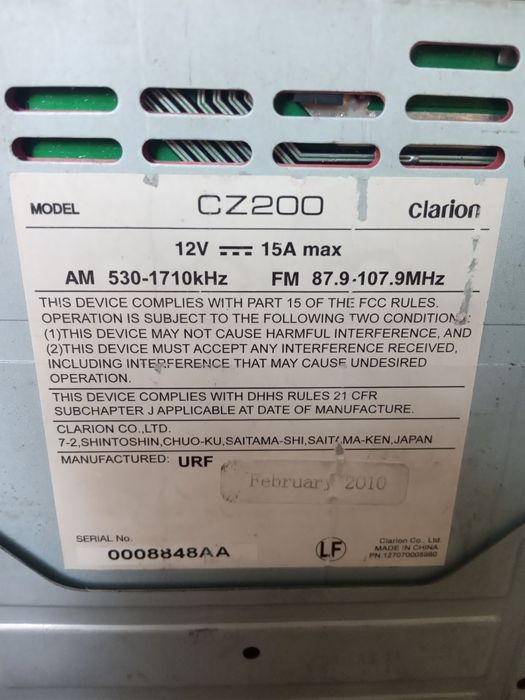 MODEL CZ200 Clarion
12V 15A max
AM 530-1710kHz FM 87.9-107.9MHz
THIS DEVICE COMPLIES WITH PART 15 OF THE FCC RULES.
OPERATION IS SUBJECT TO THE FOLLOWING TWO CONDITION
(1)THIS DEVICE MAY NOT CAUSE HARMFUL INTERFERENCE, AND
(2)THIS DEVICE MUST ACCEPT ANY INTERFERENCE RECEIVED,
INCLUDING INTERFERENCE THAT MAY CAUSE UNDESIRED
OPERATION.
THIS DEVICE COMPLIES WITH DHHS RULES 21 CFR
SUBCHAPTER J APPLICABLE AT DATE OF MANUFACTURE.
CLARION CO.,LTD.
7-2,SHINTOSHIN,CHUO-KU,SAITAMA-SHI,SAITAMA-KEN,JAPAN
MANUFACTURED: URF
February 2010
SERIAL No.
0008848AA
LF
Clarion Co., Ltd.
MADE IN CHINA